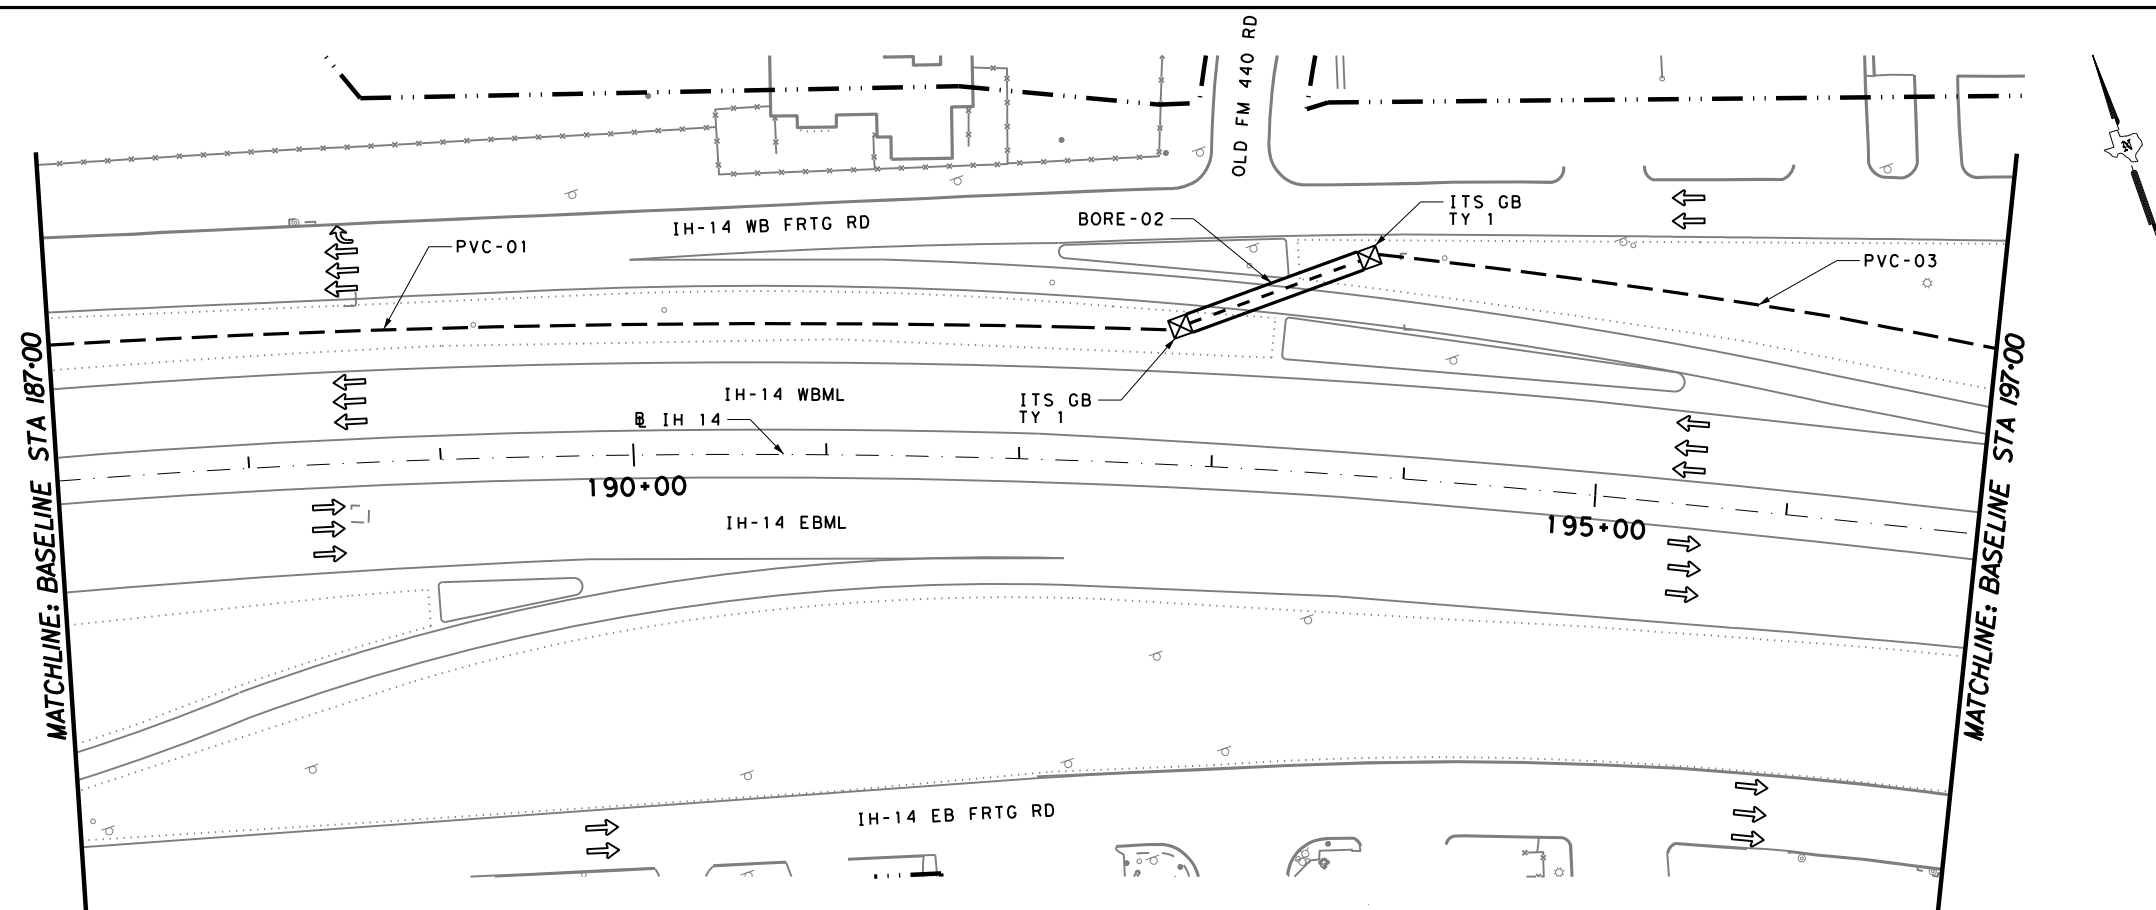 OLD FM 440 RD
N
ITS GB
TY 1
BORE-02
IH-14 WB FRTG RD
PVC-01
PVC-03
MATCHLINE: BASELINE STA 187+00
MATCHLINE: BASELINE STA 197+00
IH-14 WBML
ITS GB
TY 1
BL IH 14
190+00
195+00
IH-14 EBML
IH-14 EB FRTG RD